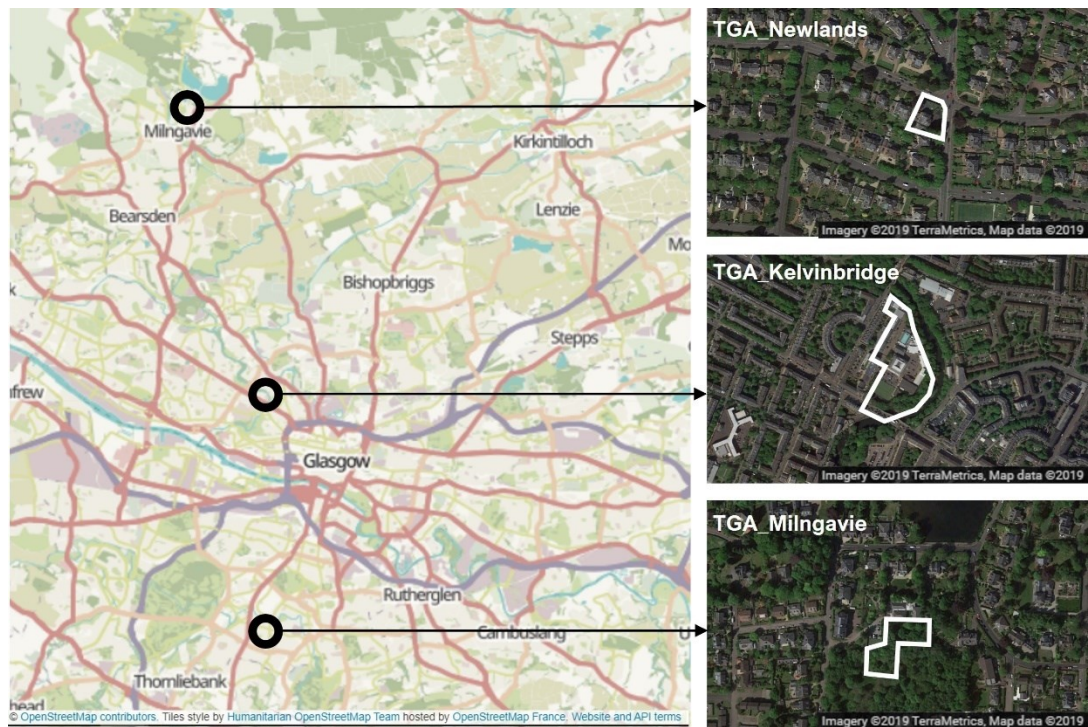 TGA_Newlands
Milngavie
Kirkintilloch
Bearsden
Lenzie
Mo
Imagery ©2019 TerraMetrics, Map data ©2019
TGA_Kelvinbridge
Bishopbriggs
Stepps
nfrew
Glasgow
Imagery ©2019 TerraMetrics, Map data ©2019
TGA_Milngavie
Rutherglen
Cambuslang
Thornliebank
head
© OpenStreetMap contributors. Tiles style by Humanitarian OpenStreetMap Team hosted by OpenStreetMap France. Website and API terms
Imagery ©2019 TerraMetrics, Map data ©20